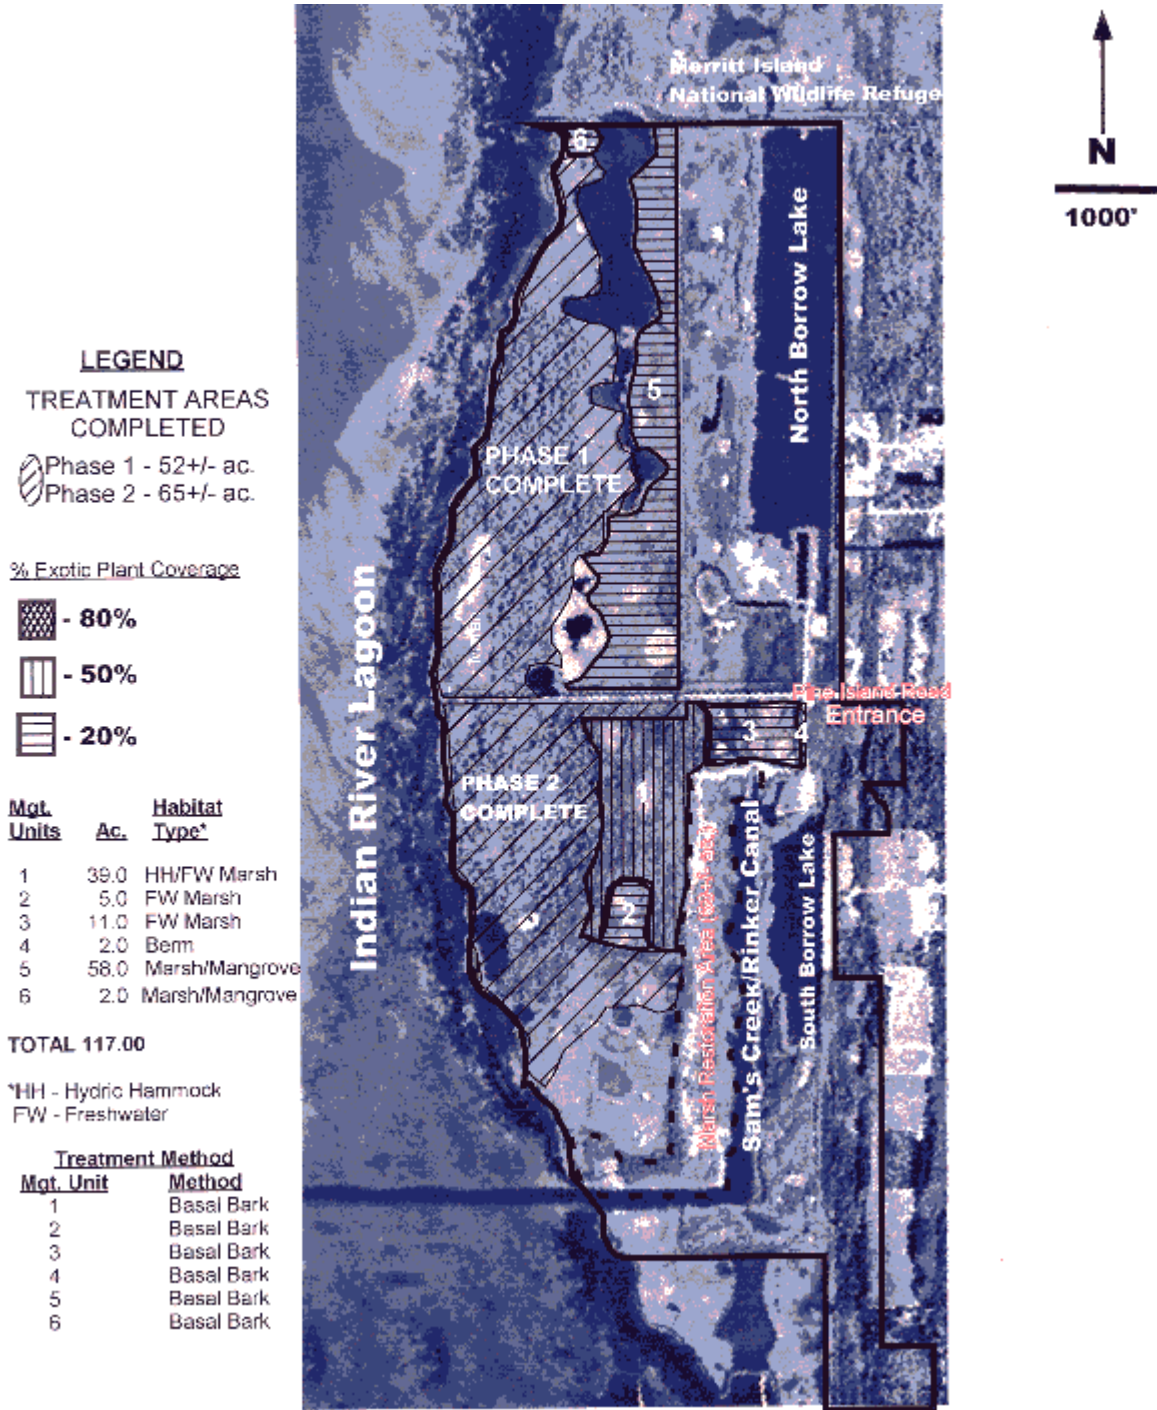 Merritt Island
National Wildlife Refuge
N
1000'
6
North Borrow Lake
5
LEGEND
TREATMENT AREAS
COMPLETED
Phase 1 - 52+/- ac.
Phase 2 - 65+/- ac.
PHASE 1
COMPLETE
% Exotic Plant Coverage
- 80%
- 50%
- 20%
Indian River Lagoon
Pine Island Road
Entrance
3
4
PHASE 2
COMPLETE
1
2
Marsh Restoration Area
Sam's Creek/Rinker Canal
South Borrow Lake
Mgt. Habitat
Units Ac. Type*
1 39.0 HH/FW Marsh
2 5.0 FW Marsh
3 11.0 FW Marsh
4 2.0 Berm
5 58.0 Marsh/Mangrove
6 2.0 Marsh/Mangrove
TOTAL 117.00
*HH - Hydric Hammock
FW - Freshwater
Treatment Method
Mgt. Unit Method
1 Basal Bark
2 Basal Bark
3 Basal Bark
4 Basal Bark
5 Basal Bark
6 Basal Bark